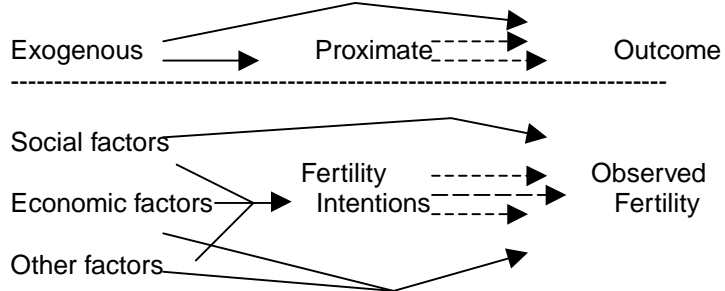 Exogenous Proximate Outcome
Social factors
Fertility Observed
Economic factors Intentions Fertility
Other factors